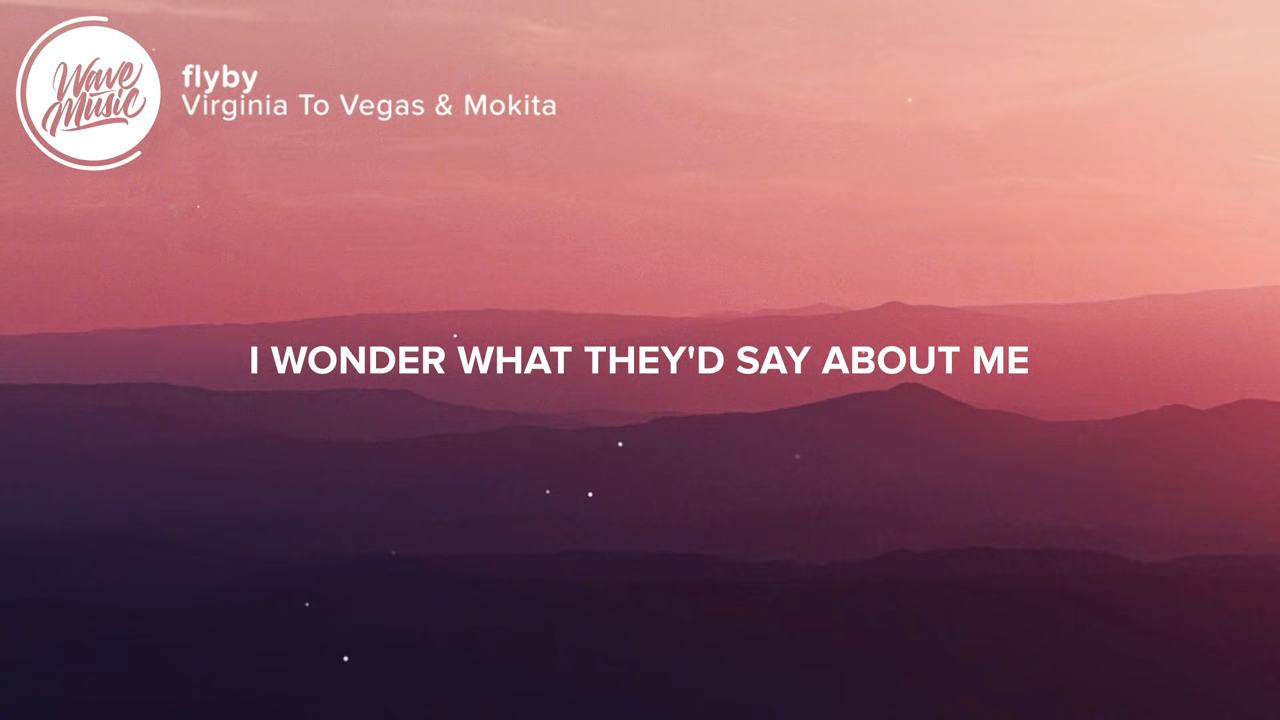 Wave
Music
flyby
Virginia To Vegas & Mokita
I WONDER WHAT THEY'D SAY ABOUT ME